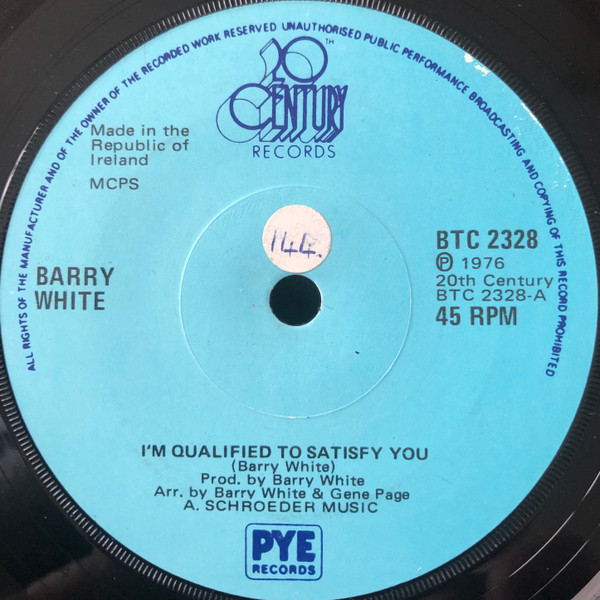 ALL RIGHTS OF THE MANUFACTURER AND OF THE OWNER OF THE RECORDED WORK RESERVED UNAUTHORISED PUBLIC PERFORMANCE BROADCASTING AND COPYING OF THIS RECORD PROHIBITED
20TH
CENTURY
RECORDS
Made in the
Republic of
Ireland
MCPS
144.
BARRY
WHITE
BTC 2328
℗ 1976
20th Century
BTC 2328-A
45 RPM
I'M QUALIFIED TO SATISFY YOU
(Barry White)
Prod. by Barry White
Arr. by Barry White & Gene Page
A. SCHROEDER MUSIC
PYE
RECORDS